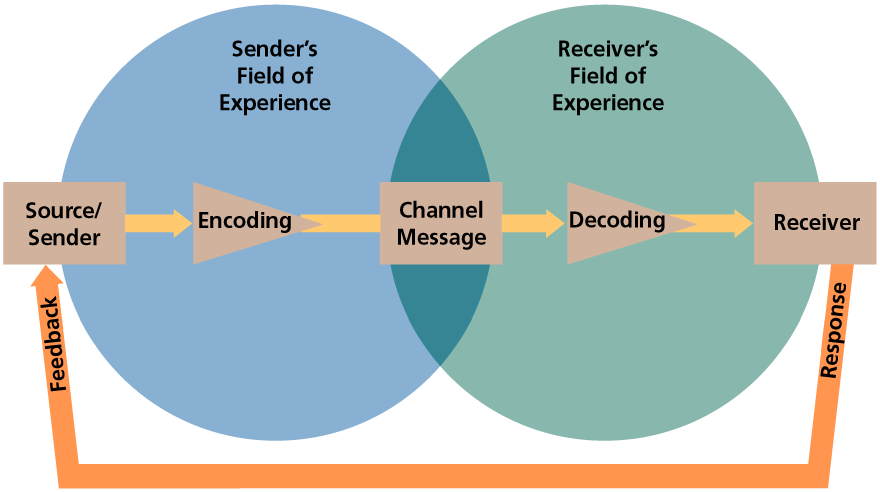 Sender’s
Field of
Experience
Receiver’s
Field of
Experience
Source/
Sender
Encoding
Channel
Message
Decoding
Receiver
Feedback
Response